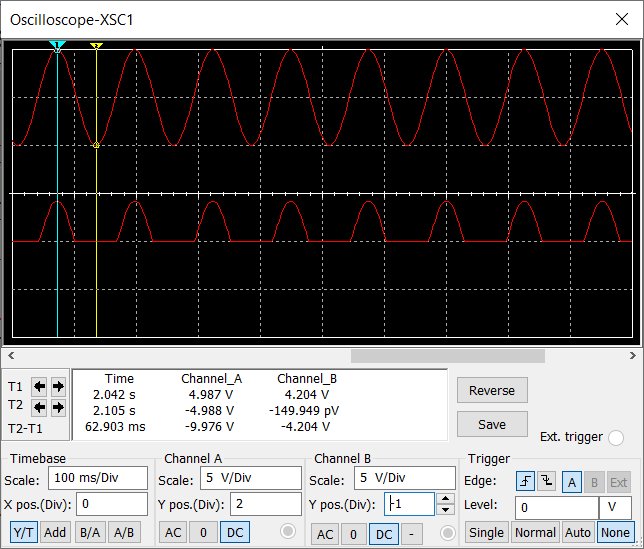 Oscilloscope-XSC1
1
2
T1
T2
T2-T1
Time Channel_A Channel_B
2.042 s 4.987 V 4.204 V
2.105 s -4.988 V -149.949 pV
62.903 ms -9.976 V -4.204 V
Reverse
Save
Ext. trigger
Timebase
Scale: 100 ms/Div
X pos.(Div): 0
Y/T Add B/A A/B
Channel A
Scale: 5 V/Div
Y pos.(Div): 2
AC 0 DC
Channel B
Scale: 5 V/Div
Y pos.(Div): -1
AC 0 DC -
Trigger
Edge: A B Ext
Level: 0 V
Single Normal Auto None